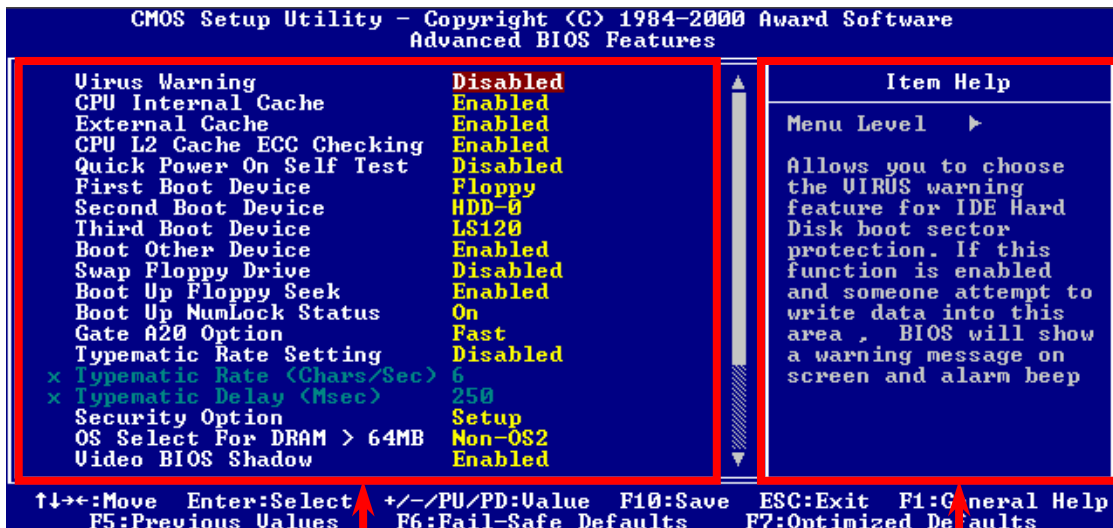 CMOS Setup Utility – Copyright (C) 1984-2000 Award Software
Advanced BIOS Features
Virus Warning Disabled
CPU Internal Cache Enabled
External Cache Enabled
CPU L2 Cache ECC Checking Enabled
Quick Power On Self Test Disabled
First Boot Device Floppy
Second Boot Device HDD-0
Third Boot Device LS120
Boot Other Device Enabled
Swap Floppy Drive Disabled
Boot Up Floppy Seek Enabled
Boot Up NumLock Status On
Gate A20 Option Fast
Typematic Rate Setting Disabled
x Typematic Rate (Chars/Sec) 6
x Typematic Delay (Msec) 250
Security Option Setup
OS Select For DRAM > 64MB Non-OS2
Video BIOS Shadow Enabled
Item Help
Menu Level ►
Allows you to choose
the VIRUS warning
feature for IDE Hard
Disk boot sector
protection. If this
function is enabled
and someone attempt to
write data into this
area , BIOS will show
a warning message on
screen and alarm beep
↑↓→←:Move Enter:Select +/-/PU/PD:Value F10:Save ESC:Exit F1:General Help
F5:Previous Values F6:Fail-Safe Defaults F7:Optimized Defaults